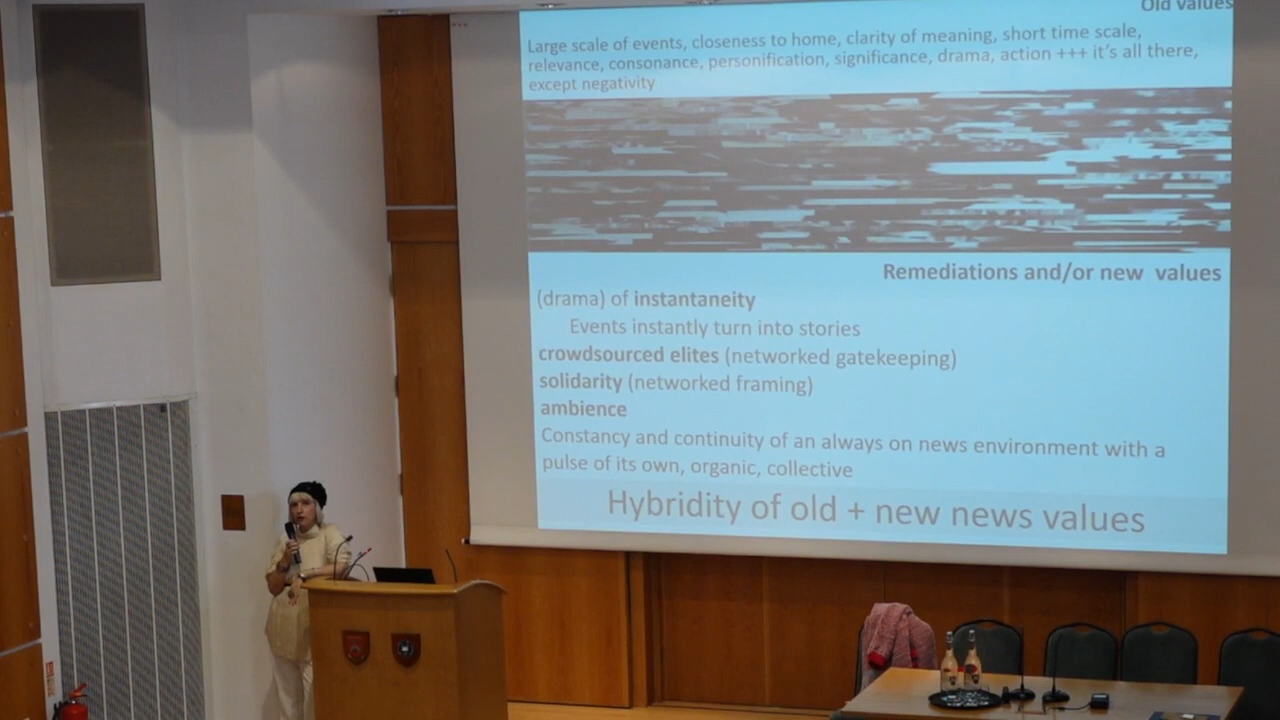 Old values
Large scale of events, closeness to home, clarity of meaning, short time scale,
relevance, consonance, personification, significance, drama, action +++ it’s all there,
except negativity
Remediations and/or new values
(drama) of instantaneity
Events instantly turn into stories
crowdsourced elites (networked gatekeeping)
solidarity (networked framing)
ambience
Constancy and continuity of an always on news environment with a
pulse of its own, organic, collective
Hybridity of old + new news values